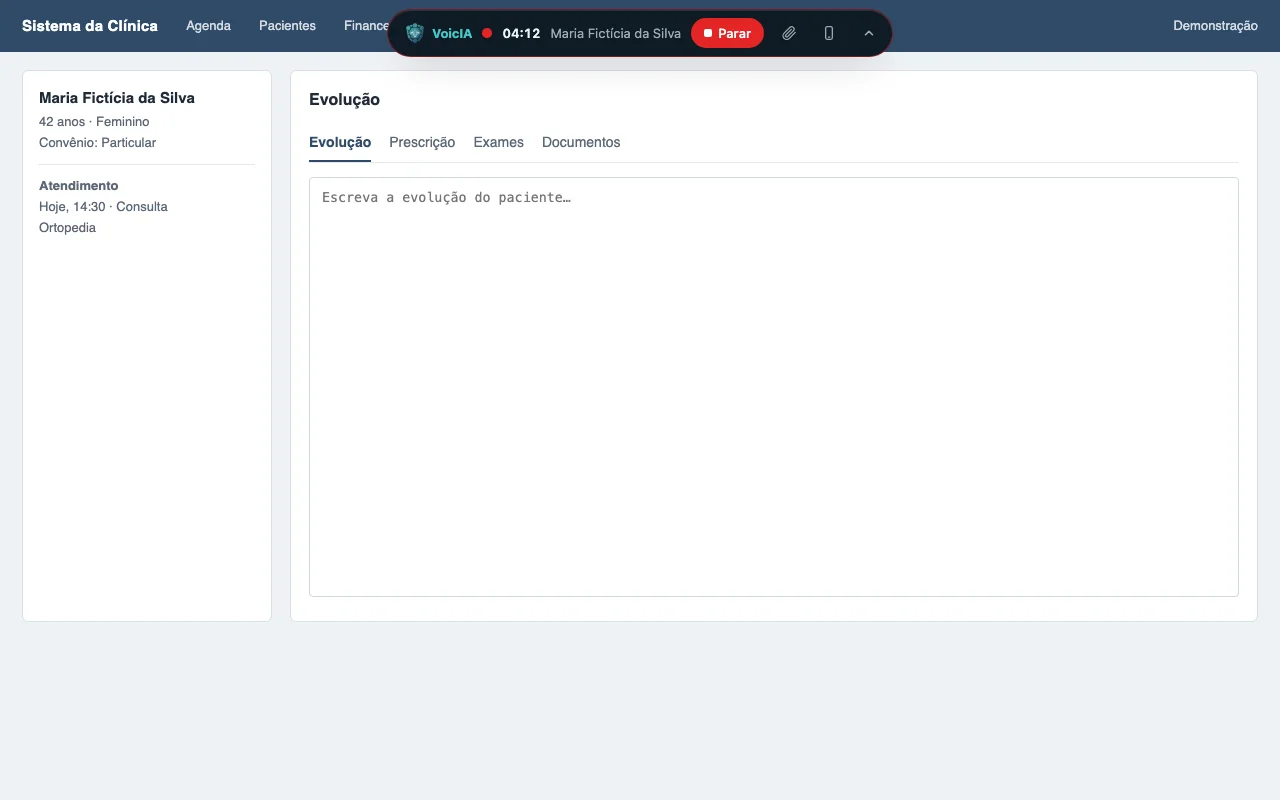 Sistema da Clínica Agenda Pacientes Finance Demonstração
VoicIA 04:12 Maria Fictícia da Silva Parar
Maria Fictícia da Silva
42 anos · Feminino
Convênio: Particular
Atendimento
Hoje, 14:30 · Consulta
Ortopedia
Evolução
Evolução Prescrição Exames Documentos
Escreva a evolução do paciente…